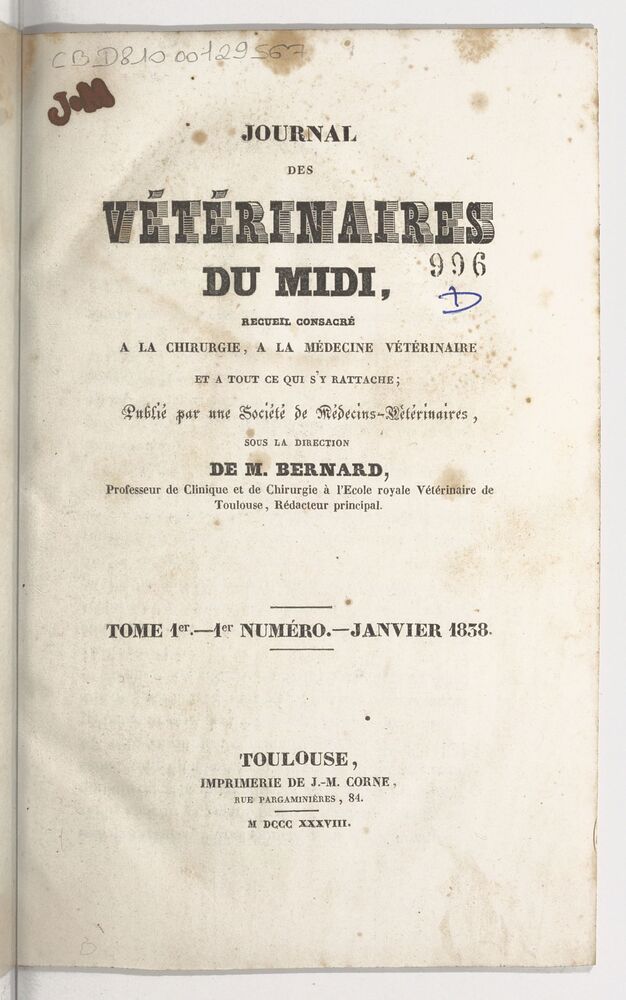 CB_D810 00129567
J.M
JOURNAL
DES
VÉTÉRINAIRES
DU MIDI,
996
D
RECUEIL CONSACRÉ
A LA CHIRURGIE, A LA MÉDECINE VÉTÉRINAIRE
ET A TOUT CE QUI S'Y RATTACHE;
Publié par une Société de Médecins-Vétérinaires,
SOUS LA DIRECTION
DE M. BERNARD,
Professeur de Clinique et de Chirurgie à l'Ecole royale Vétérinaire de
Toulouse, Rédacteur principal.
TOME 1er.—1er NUMÉRO.—JANVIER 1838.
TOULOUSE,
IMPRIMERIE DE J.-M. CORNE,
RUE PARGAMINIÈRES, 84.
M DCCC XXXVIII.